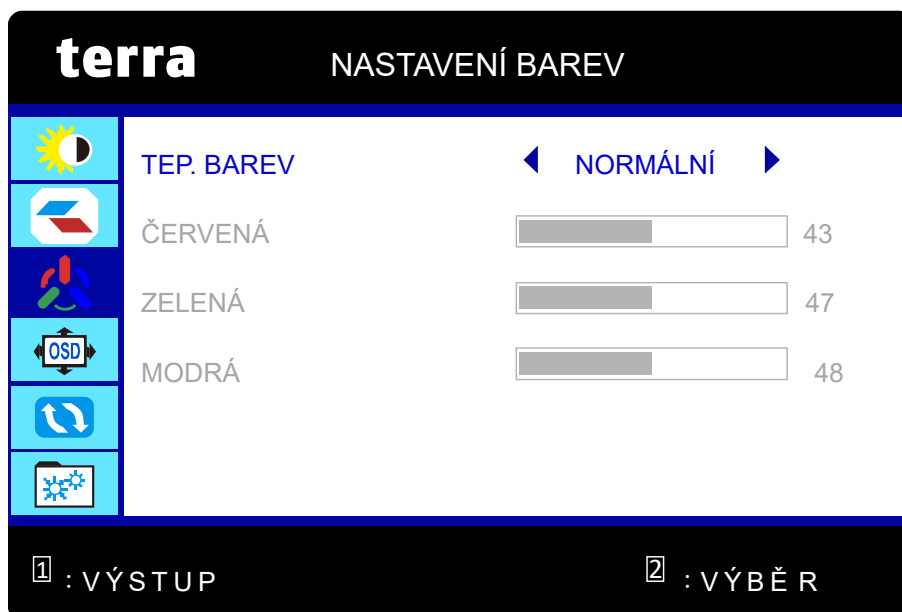 terra NASTAVENÍ BAREV
TEP. BAREV NORMÁLNÍ
ČERVENÁ 43
ZELENÁ 47
OSD
MODRÁ 48
1 : VÝSTUP 2 : VÝBĚR